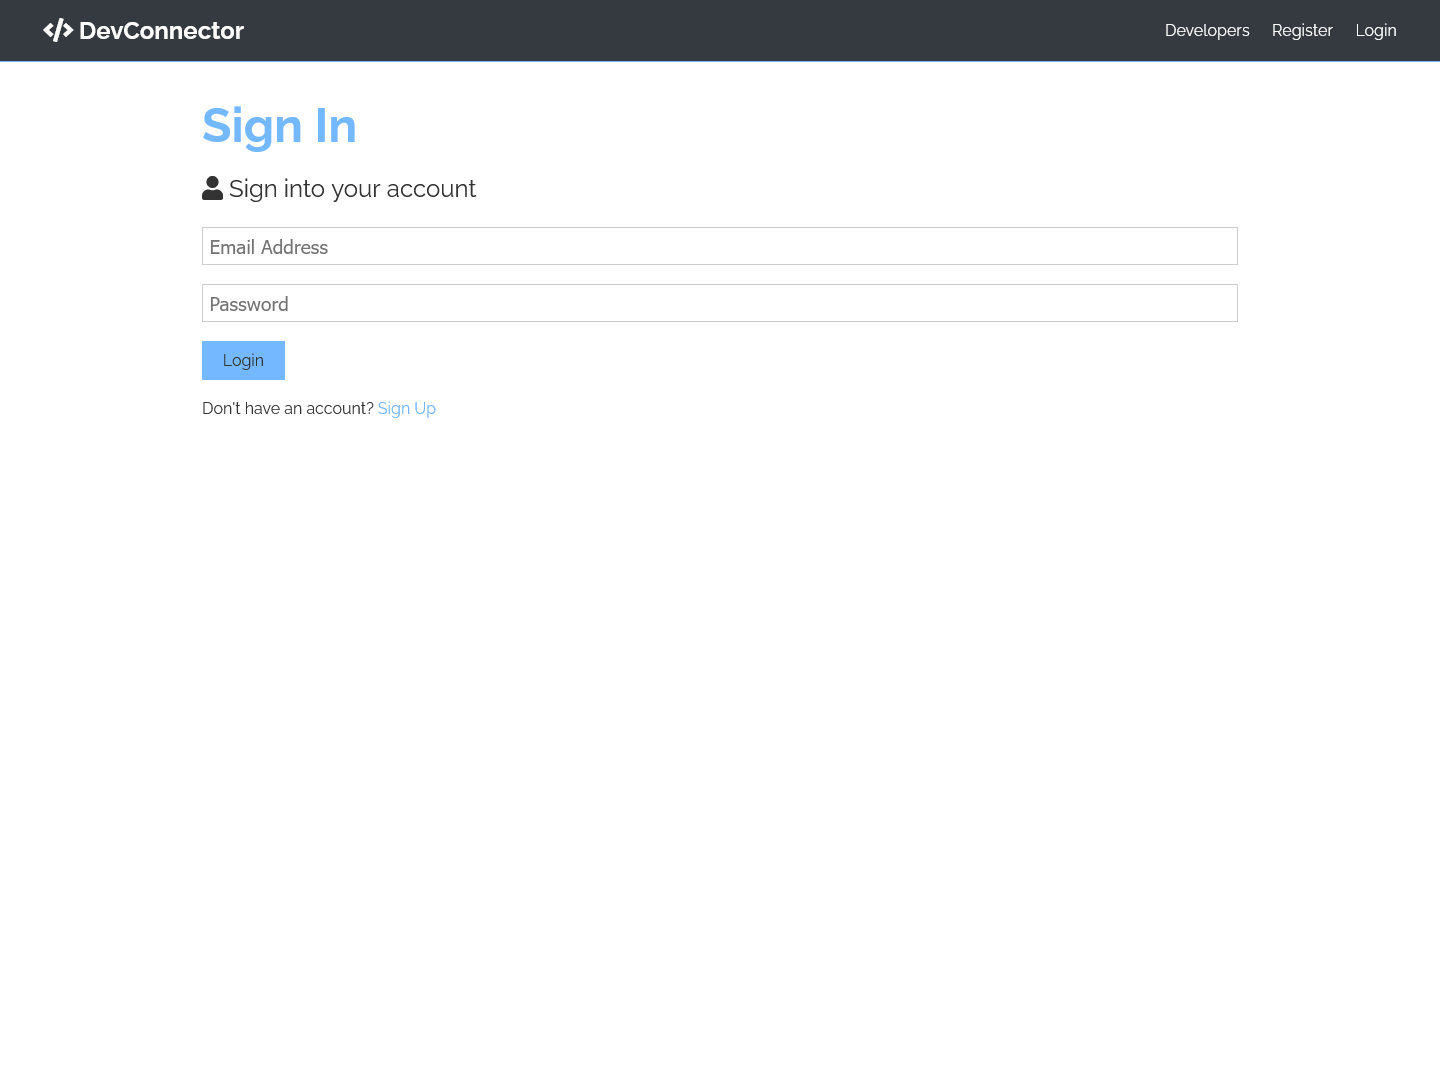 DevConnector
Developers Register Login
Sign In
Sign into your account
Email Address
Password
Login
Don't have an account? Sign Up